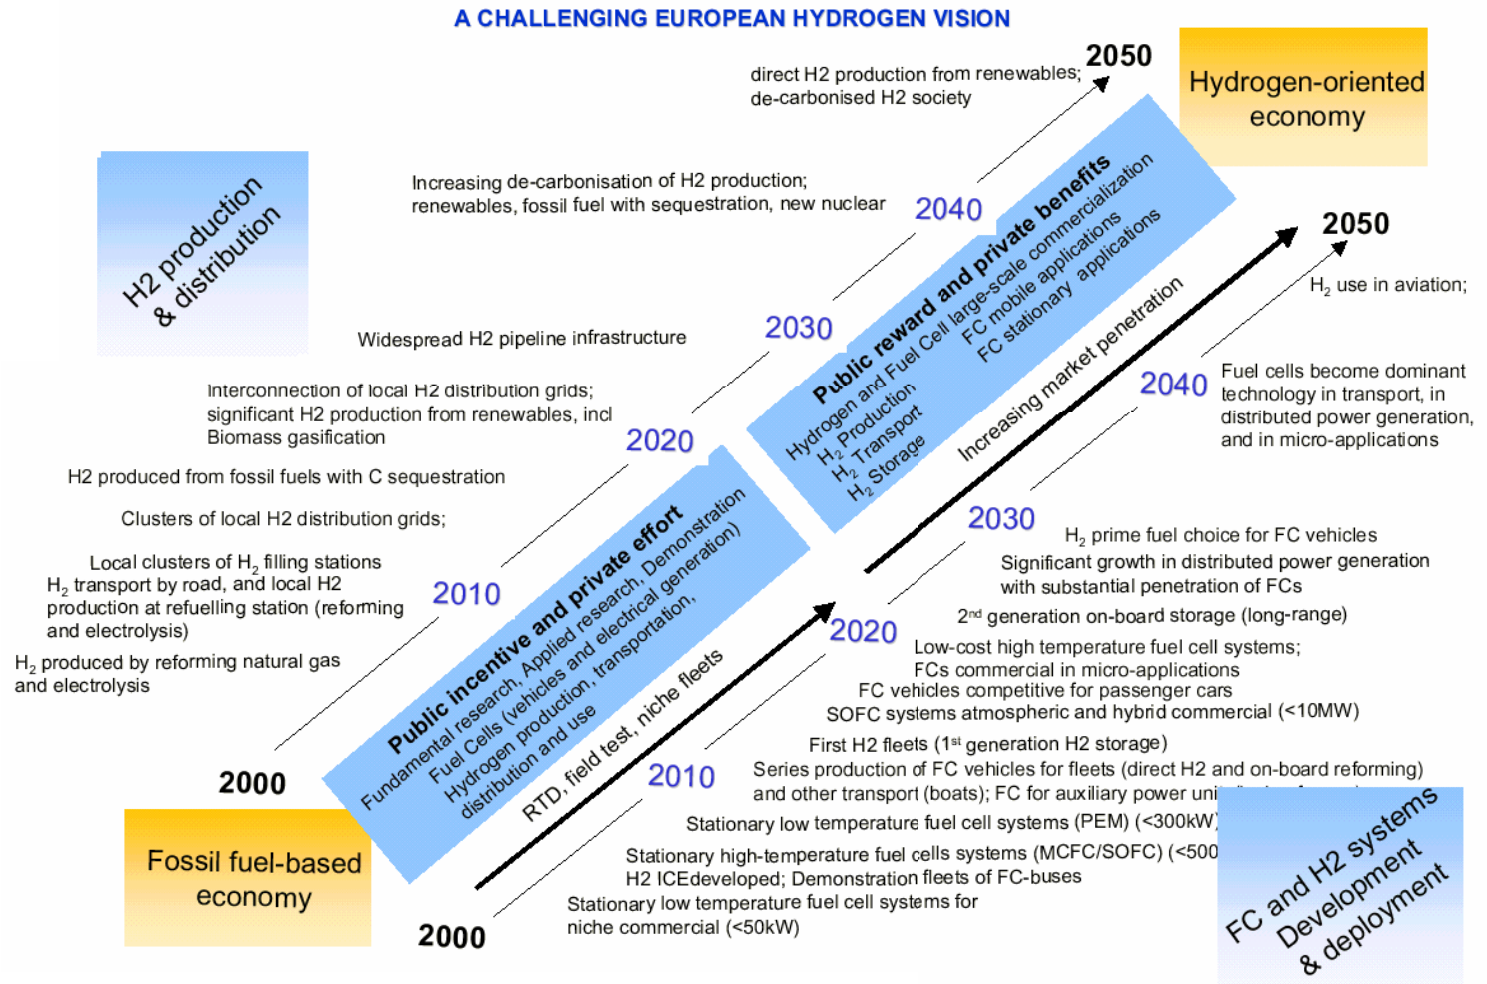 A CHALLENGING EUROPEAN HYDROGEN VISION
2050
direct H2 production from renewables;
de-carbonised H2 society
Hydrogen-oriented
economy
H2 production
& distribution
Increasing de-carbonisation of H2 production;
renewables, fossil fuel with sequestration, new nuclear
2040
Widespread H2 pipeline infrastructure
2030
Interconnection of local H2 distribution grids;
significant H2 production from renewables, incl
Biomass gasification
2020
H2 produced from fossil fuels with C sequestration
Clusters of local H2 distribution grids;
Local clusters of H2 filling stations
H2 transport by road, and local H2
production at refuelling station (reforming
and electrolysis)
2010
H2 produced by reforming natural gas
and electrolysis
2000
Fossil fuel-based
economy
Public reward and private benefits
Hydrogen and Fuel Cell large-scale commercialization
H2 Production
H2 Transport
H2 Storage
FC mobile applications
FC stationary applications
Public incentive and private effort
Fundamental research, Applied research, Demonstration
Fuel Cells (vehicles and electrical generation)
Hydrogen production, transportation,
distribution and use
RTD, field test, niche fleets
Increasing market penetration
2050
H2 use in aviation;
2040
Fuel cells become dominant
technology in transport, in
distributed power generation,
and in micro-applications
2030
H2 prime fuel choice for FC vehicles
Significant growth in distributed power generation
with substantial penetration of FCs
2nd generation on-board storage (long-range)
2020
Low-cost high temperature fuel cell systems;
FCs commercial in micro-applications
FC vehicles competitive for passenger cars
SOFC systems atmospheric and hybrid commercial (<10MW)
First H2 fleets (1st generation H2 storage)
2010
Series production of FC vehicles for fleets (direct H2 and on-board reforming)
and other transport (boats); FC for auxiliary power
Stationary low temperature fuel cell systems (PEM) (<300kW)
Stationary high-temperature fuel cells systems (MCFC/SOFC) (<500
H2 ICEdeveloped; Demonstration fleets of FC-buses
Stationary low temperature fuel cell systems for
niche commercial (<50kW)
2000
FC and H2 systems
Development
& deployment